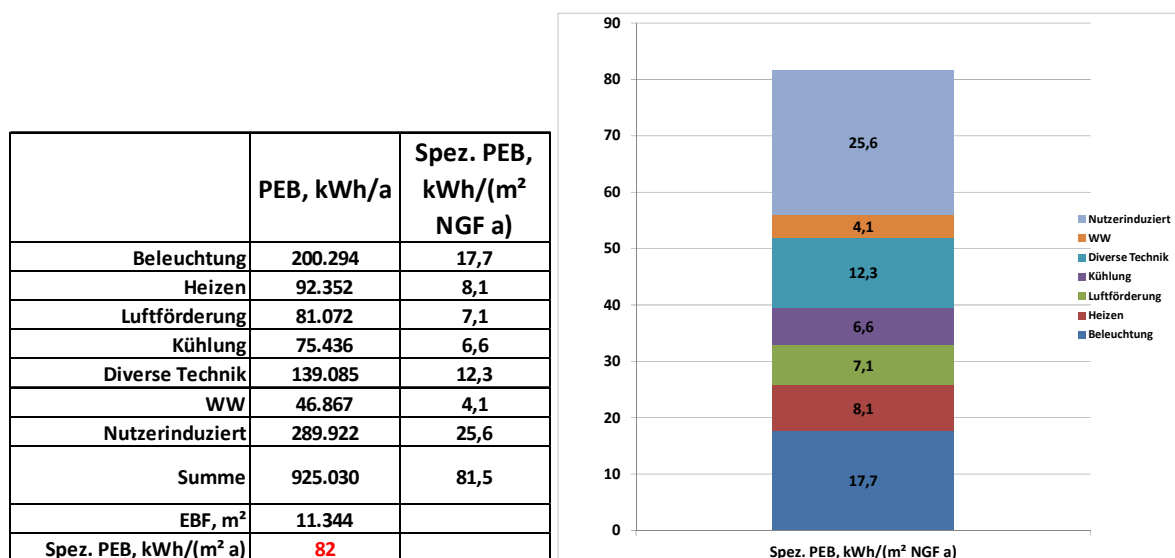 PEB, kWh/a
Spez. PEB,
kWh/(m²
NGF a)
Beleuchtung 200.294 17,7
Heizen 92.352 8,1
Luftförderung 81.072 7,1
Kühlung 75.436 6,6
Diverse Technik 139.085 12,3
WW 46.867 4,1
Nutzerinduziert 289.922 25,6
Summe 925.030 81,5
EBF, m² 11.344
Spez. PEB, kWh/(m² a) 82
90
80
70
60
50
40
30
20
10
0
25,6
4,1
12,3
6,6
7,1
8,1
17,7
Spez. PEB, kWh/(m² NGF a)
Nutzerinduziert
WW
Diverse Technik
Kühlung
Luftförderung
Heizen
Beleuchtung